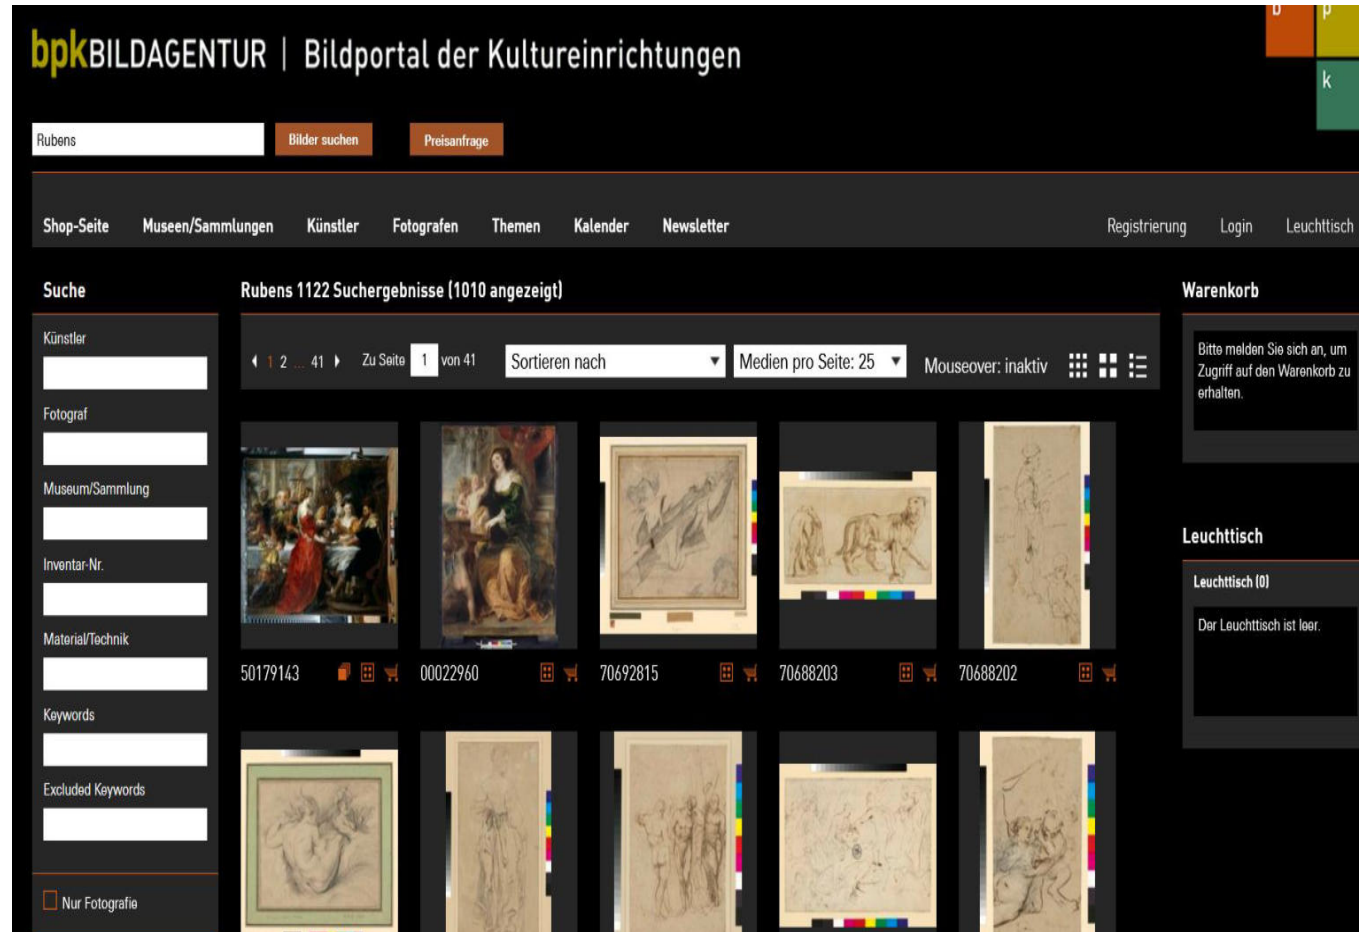 b p
bpkBILDAGENTUR | Bildportal der Kultureinrichtungen
k
Rubens Bilder suchen Preisanfrage
Shop-Seite Museen/Sammlungen Künstler Fotografen Themen Kalender Newsletter Registrierung Login Leuchttisch
Suche
Künstler
Fotograf
Museum/Sammlung
Inventar-Nr.
Material/Technik
Keywords
Excluded Keywords
Nur Fotografie
Rubens 1122 Suchergebnisse (1010 angezeigt)
1 2 ... 41 Zu Seite 1 von 41 Sortieren nach Medien pro Seite: 25 Mouseover: inaktiv
50179143 00022960 70692815 70688203 70688202
Warenkorb
Bitte melden Sie sich an, um
Zugriff auf den Warenkorb zu
erhalten.
Leuchttisch
Leuchttisch (0)
Der Leuchttisch ist leer.